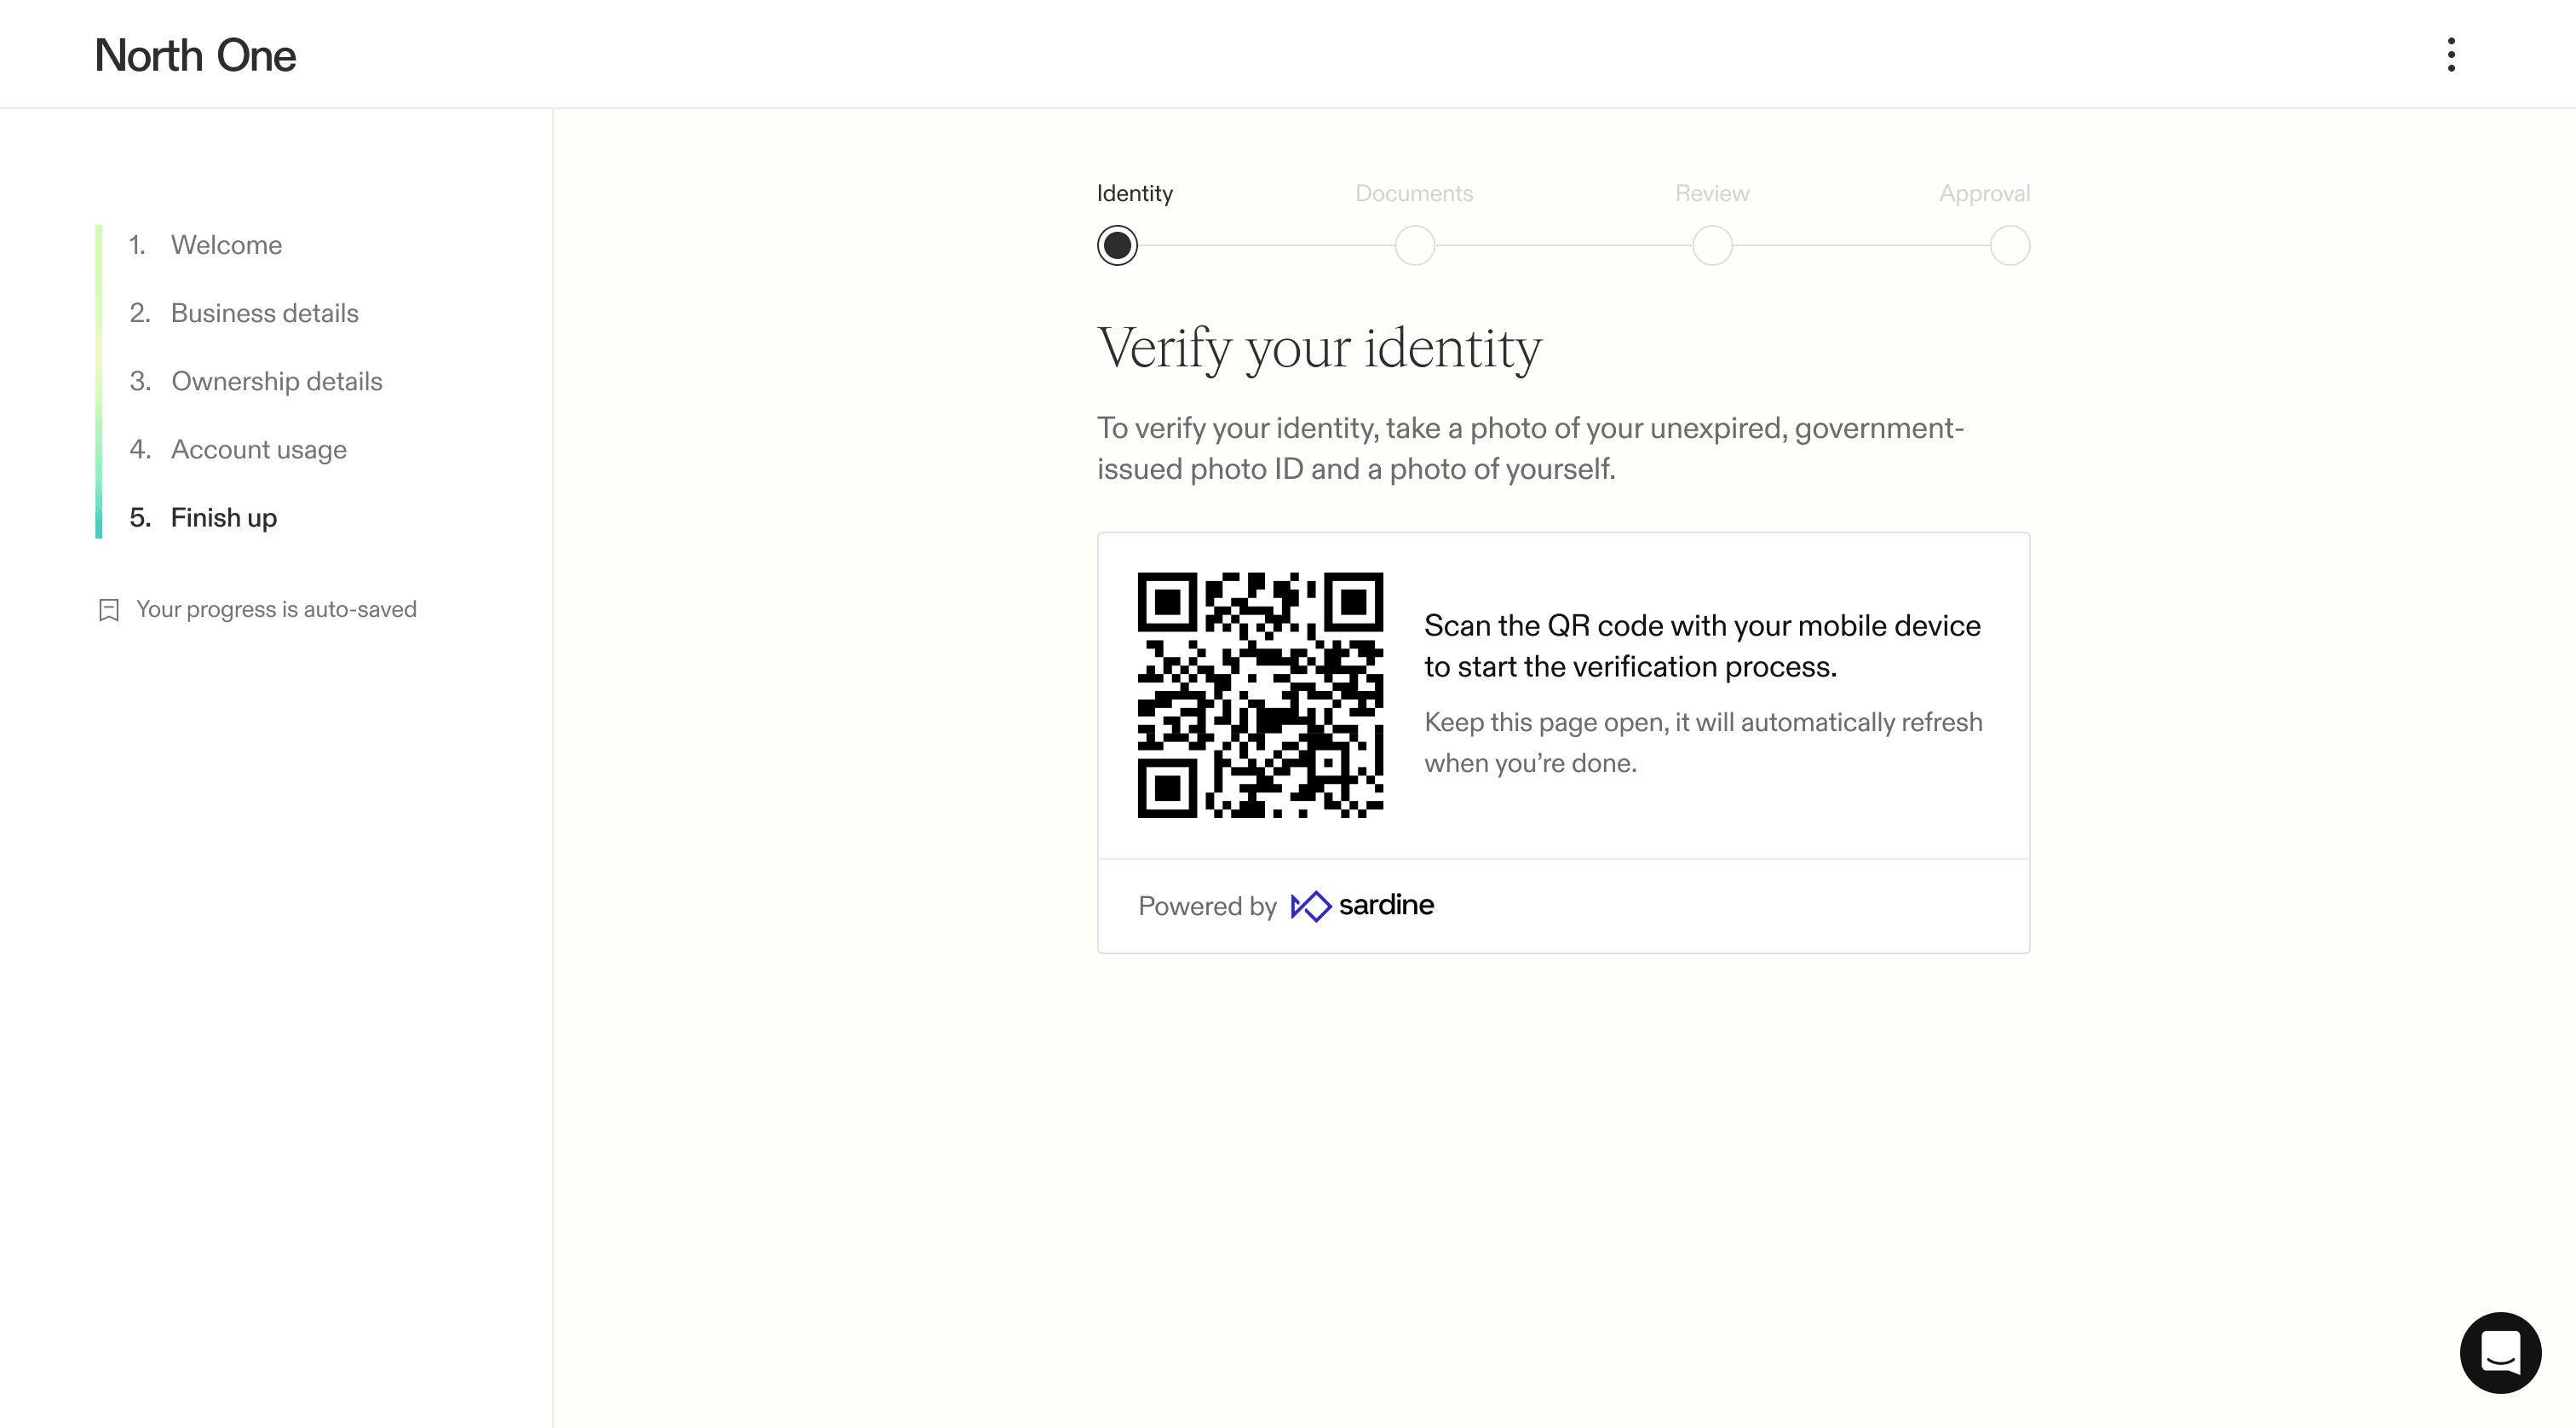 North One
1. Welcome
2. Business details
3. Ownership details
4. Account usage
5. Finish up
Your progress is auto-saved
Identity Documents Review Approval
Verify your identity
To verify your identity, take a photo of your unexpired, government-
issued photo ID and a photo of yourself.
Scan the QR code with your mobile device
to start the verification process.
Keep this page open, it will automatically refresh
when you’re done.
Powered by sardine